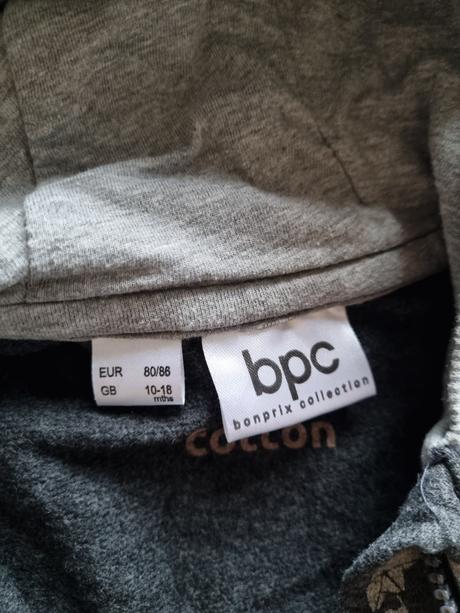 EUR 80/86
GB 10-18
mths
bpc
bonprix collection
cotton